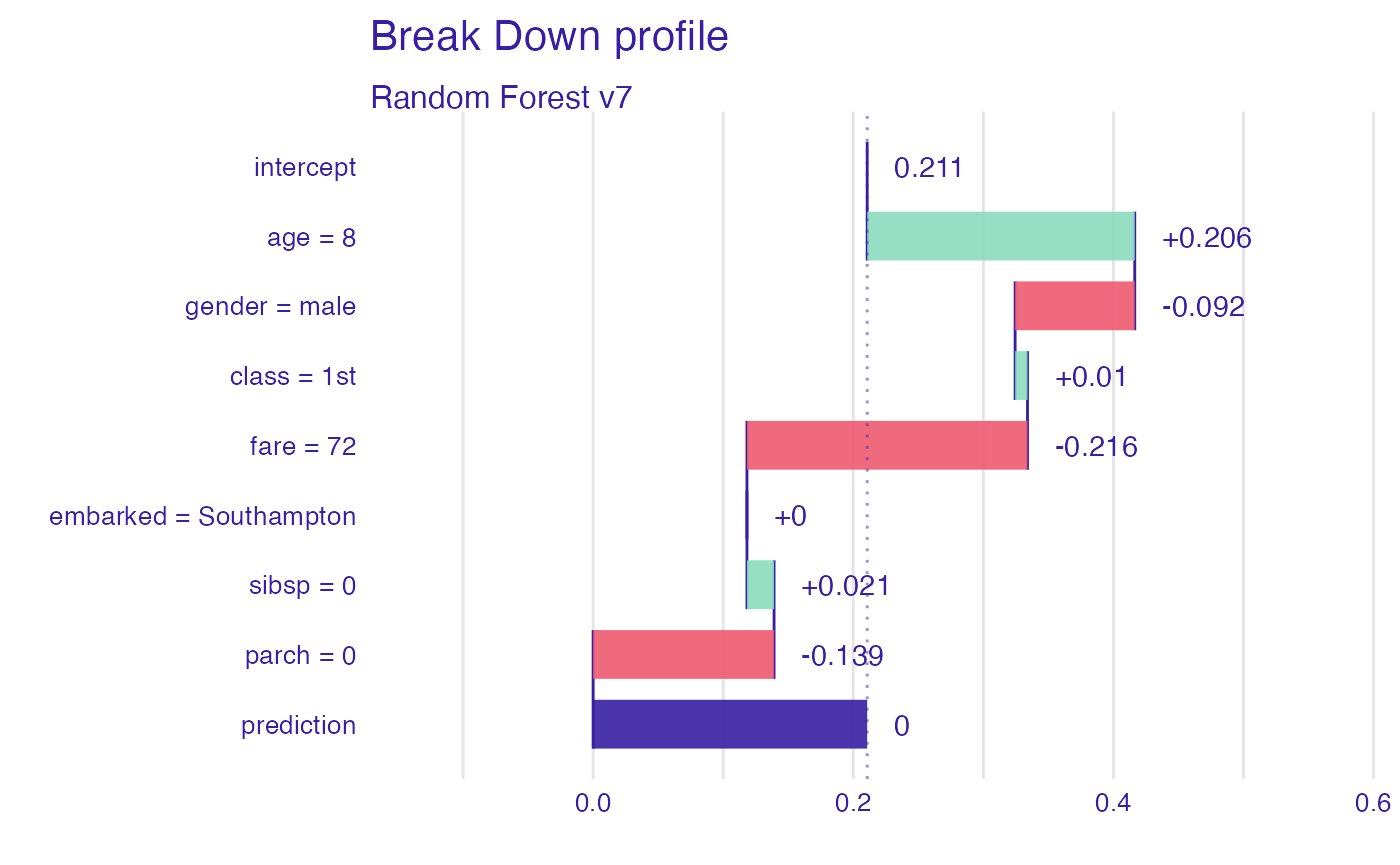 Break Down profile
Random Forest v7
intercept 0.211
age = 8 +0.206
gender = male -0.092
class = 1st +0.01
fare = 72 -0.216
embarked = Southampton +0
sibsp = 0 +0.021
parch = 0 -0.139
prediction 0
0.0 0.2 0.4 0.6